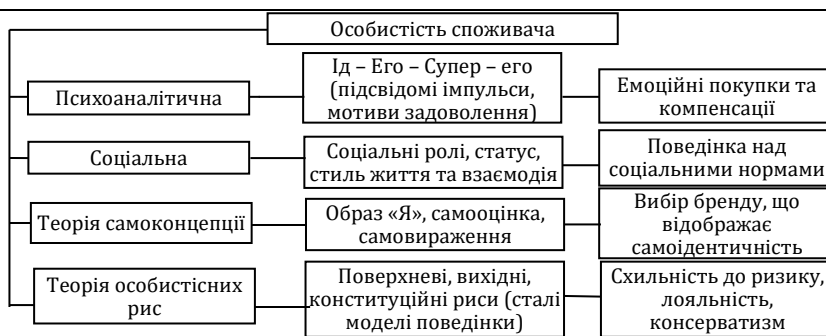 Особистість споживача
Психоаналітична
Ід – Его – Супер – его
(підсвідомі імпульси,
мотиви задоволення)
Емоційні покупки та
компенсації
Соціальна
Соціальні ролі, статус,
стиль життя та взаємодія
Поведінка над
соціальними нормами
Теорія самоконцепції
Образ «Я», самооцінка,
самовираження
Вибір бренду, що
відображає
самоідентичність
Теорія особистісних
рис
Поверхневі, вихідні,
конституційні риси (сталі
моделі поведінки)
Схильність до ризику,
лояльність,
консерватизм